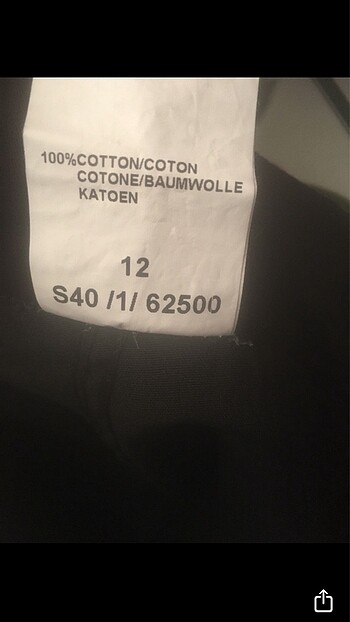 100%COTTON/COTON
COTONE/BAUMWOLLE
KATOEN
12
S40 /1/ 62500